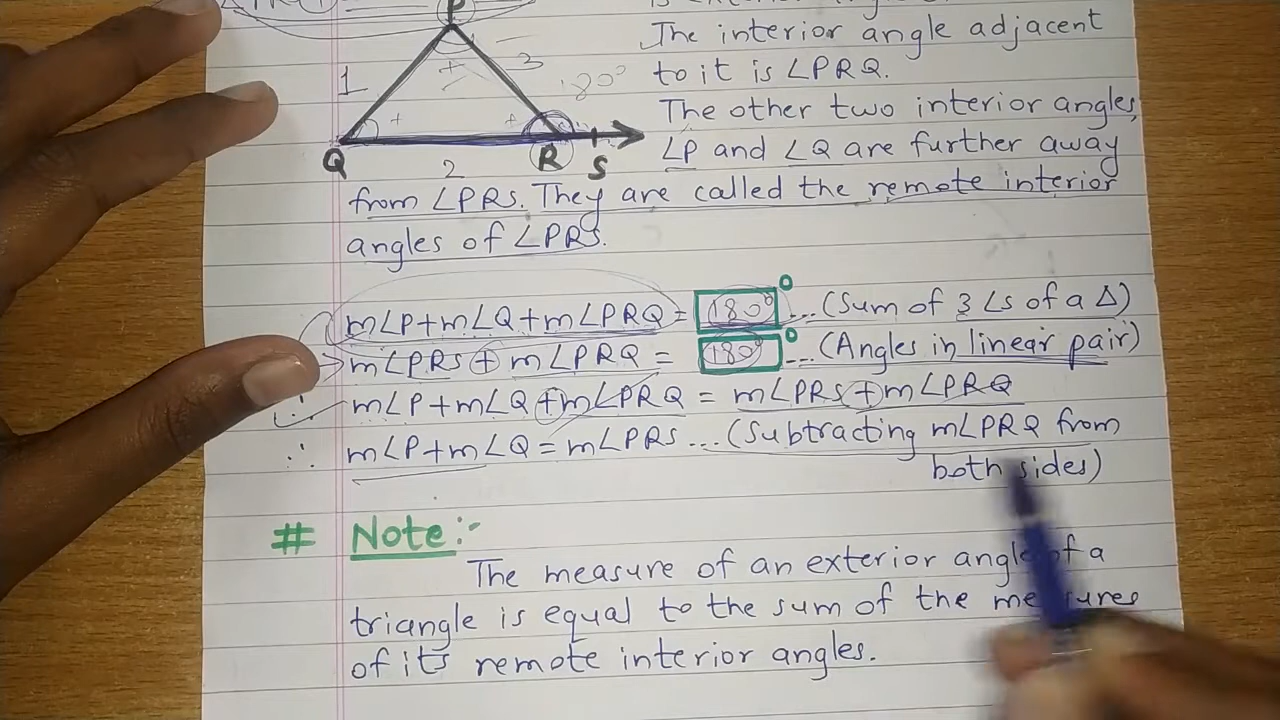 P
The interior angle adjacent
to it is ∠PRQ.
1
3
180°
The other two interior angles,
∠P and ∠Q are further away
Q
2
R
S
from ∠PRS. They are called the remote interior
angles of ∠PRS.
m∠P+m∠Q+m∠PRQ = 180° ° ... (Sum of 3 ∠s of a Δ)
m∠PRS + m∠PRQ = 180° ° ... (Angles in linear pair)
∴ m∠P+m∠Q+m∠PRQ = m∠PRS+m∠PRQ
∴ m∠P+m∠Q = m∠PRS ... (Subtracting m∠PRQ from
both sides)
# Note:-
The measure of an exterior angle of a
triangle is equal to the sum of the measures
of its remote interior angles.